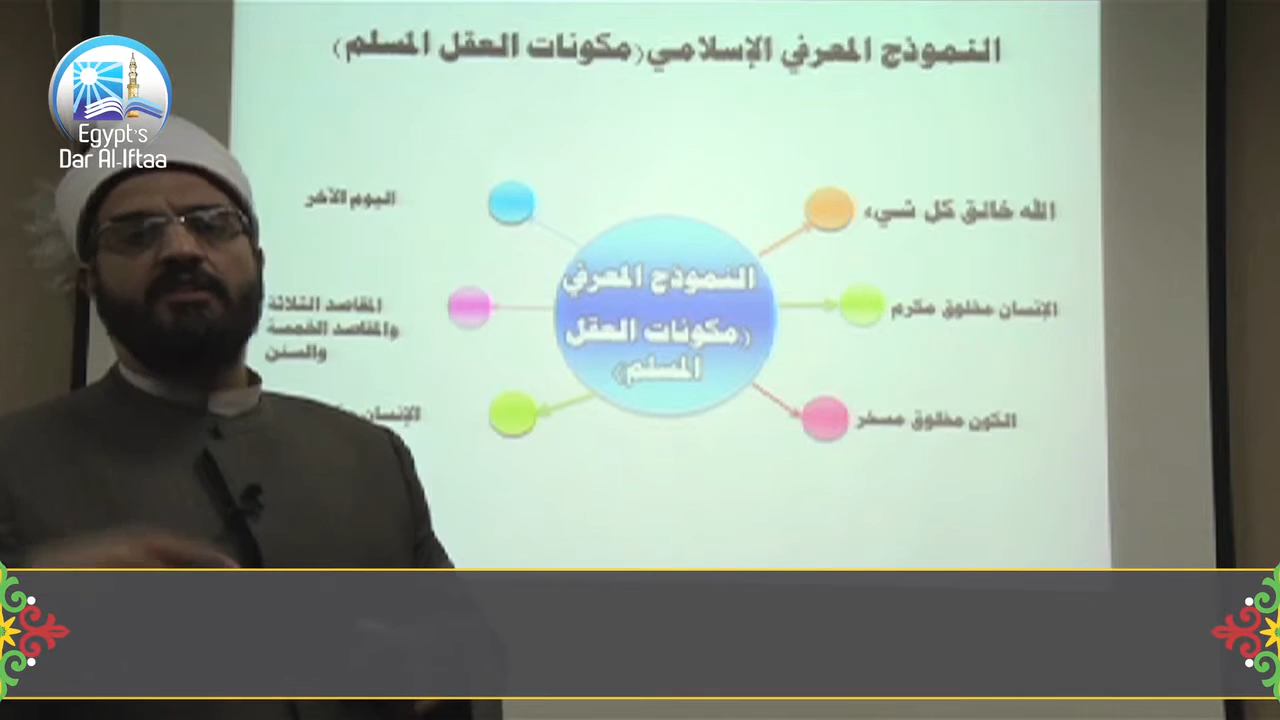 Egypt's
Dar Al-Iftaa
النموذج المعرفي الإسلامي(مكونات العقل المسلم)
الله خالق كل شيء
اليوم الآخر
النموذج المعرفي
(مكونات العقل
المسلم)
الإنسان مخلوق مكرم
المقاصد الثلاثة
والمقاصد الخمسة
والسنن
الكون مخلوق مسخر
الإنسان